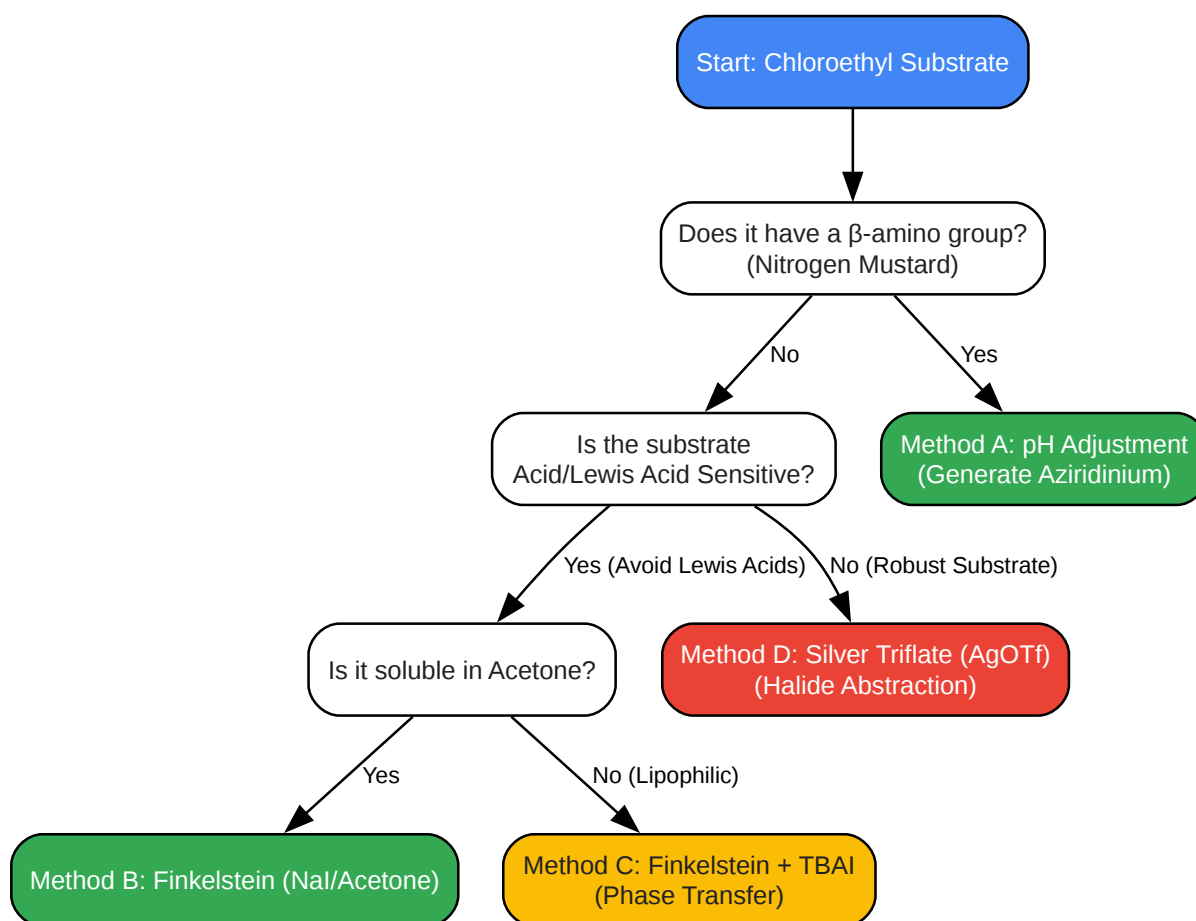 Start: Chloroethyl Substrate
Does it have a β-amino group?
(Nitrogen Mustard)
No
Yes
Is the substrate
Acid/Lewis Acid Sensitive?
Method A: pH Adjustment
(Generate Aziridinium)
Yes (Avoid Lewis Acids)
No (Robust Substrate)
Is it soluble in Acetone?
Method D: Silver Triflate (AgOTf)
(Halide Abstraction)
Yes
No (Lipophilic)
Method B: Finkelstein (NaI/Acetone)
Method C: Finkelstein + TBAI
(Phase Transfer)